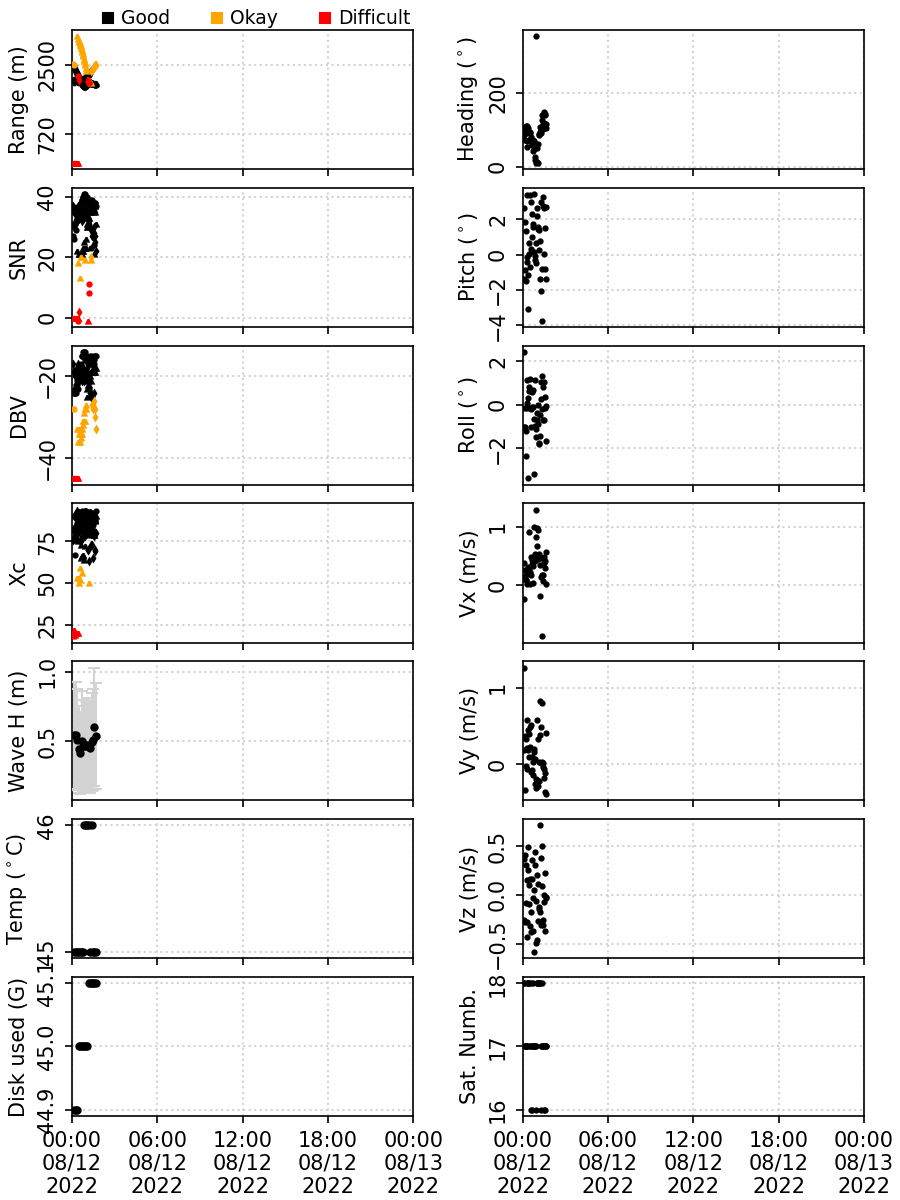 Good Okay Difficult
Range (m) 2500 720
Heading (°) 200 0
SNR 40 20 0
Pitch (°) 2 0 −2 −4
DBV −20 −40
Roll (°) 2 0 −2
Xc 75 50 25
Vx (m/s) 1 0
Wave H (m) 1.0 0.5
Vy (m/s) 1 0
Temp (°C) 46 45
Vz (m/s) 0.5 0.0 −0.5
Disk used (G) 45.1 45.0 44.9
Sat. Numb. 18 17 16
00:00 06:00 12:00 18:00 00:00 00:00 06:00 12:00 18:00 00:00
08/12 08/12 08/12 08/12 08/13 08/12 08/12 08/12 08/12 08/13
2022 2022 2022 2022 2022 2022 2022 2022 2022 2022